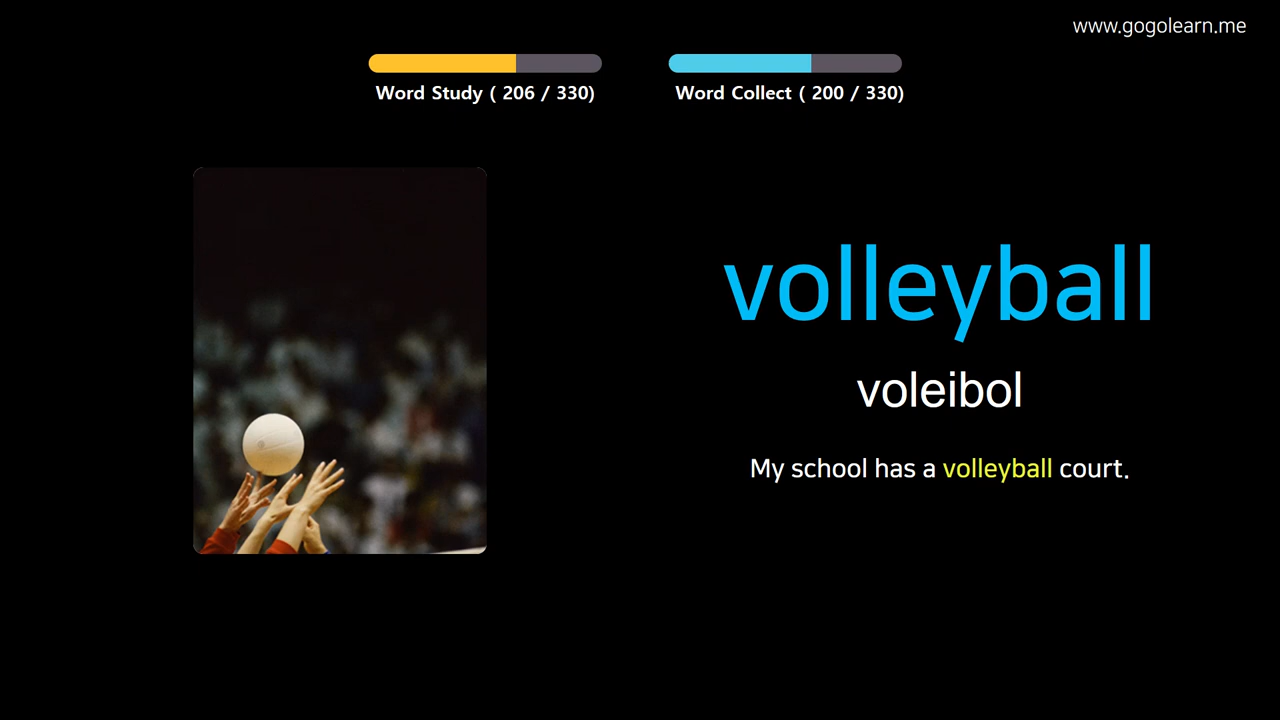 www.gogolearn.me
Word Study ( 206 / 330)
Word Collect ( 200 / 330)
volleyball
voleibol
My school has a volleyball court.